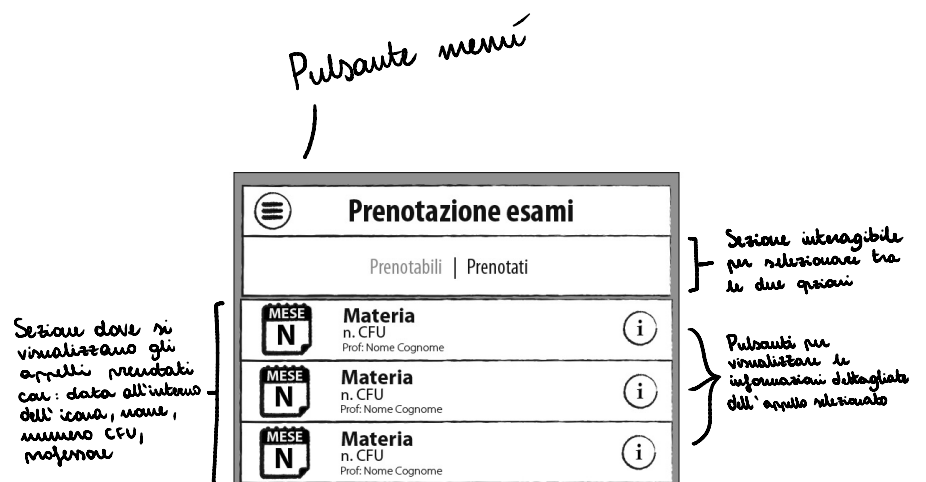 Pulsante menú
Prenotazione esami
Prenotabili | Prenotati
Sezione interagibile
per selezionare tra
le due opzioni
Sezione dove si
visualizzano gli
appelli prenotati
con: data all'interno
dell'icona, nome,
numero CFU,
professore
MESE
N
Materia
n. CFU
Prof: Nome Cognome
i
MESE
N
Materia
n. CFU
Prof: Nome Cognome
i
MESE
N
Materia
n. CFU
Prof: Nome Cognome
i
Pulsanti per
visualizzare le
informazioni dettagliate
dell'appello selezionato